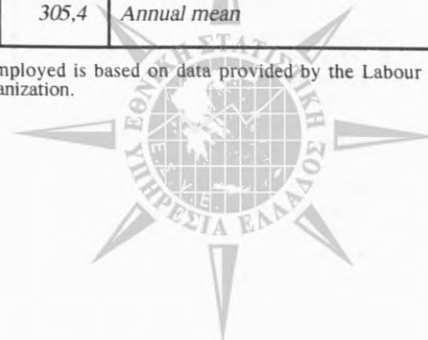 305,4 Annual mean
mployed is based on data provided by the Labour
anization.
ΕΘΝΙΚΗ ΣΤΑΤΙΣΤΙΚΗ
ΥΠΗΡΕΣΙΑ ΕΛΛΑΔΟΣ
Ε Σ Υ Ε